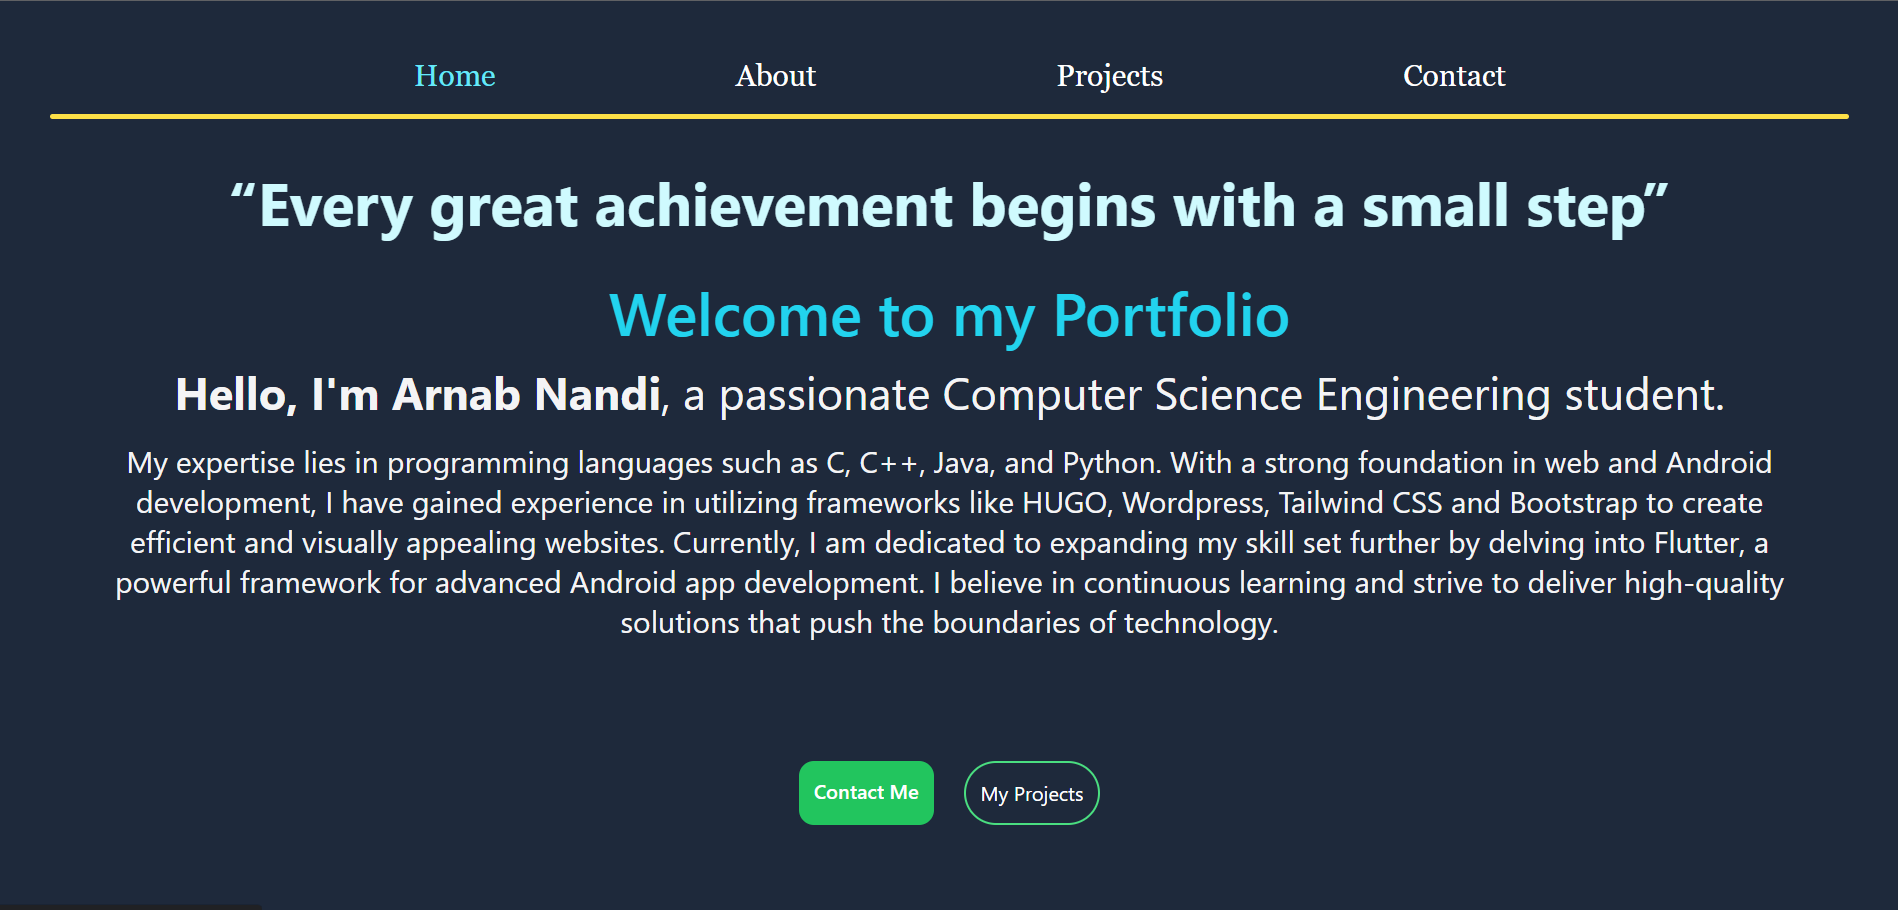 Home About Projects Contact
“Every great achievement begins with a small step”
Welcome to my Portfolio
Hello, I'm Arnab Nandi, a passionate Computer Science Engineering student.
My expertise lies in programming languages such as C, C++, Java, and Python. With a strong foundation in web and Android
development, I have gained experience in utilizing frameworks like HUGO, Wordpress, Tailwind CSS and Bootstrap to create
efficient and visually appealing websites. Currently, I am dedicated to expanding my skill set further by delving into Flutter, a
powerful framework for advanced Android app development. I believe in continuous learning and strive to deliver high-quality
solutions that push the boundaries of technology.
Contact Me My Projects